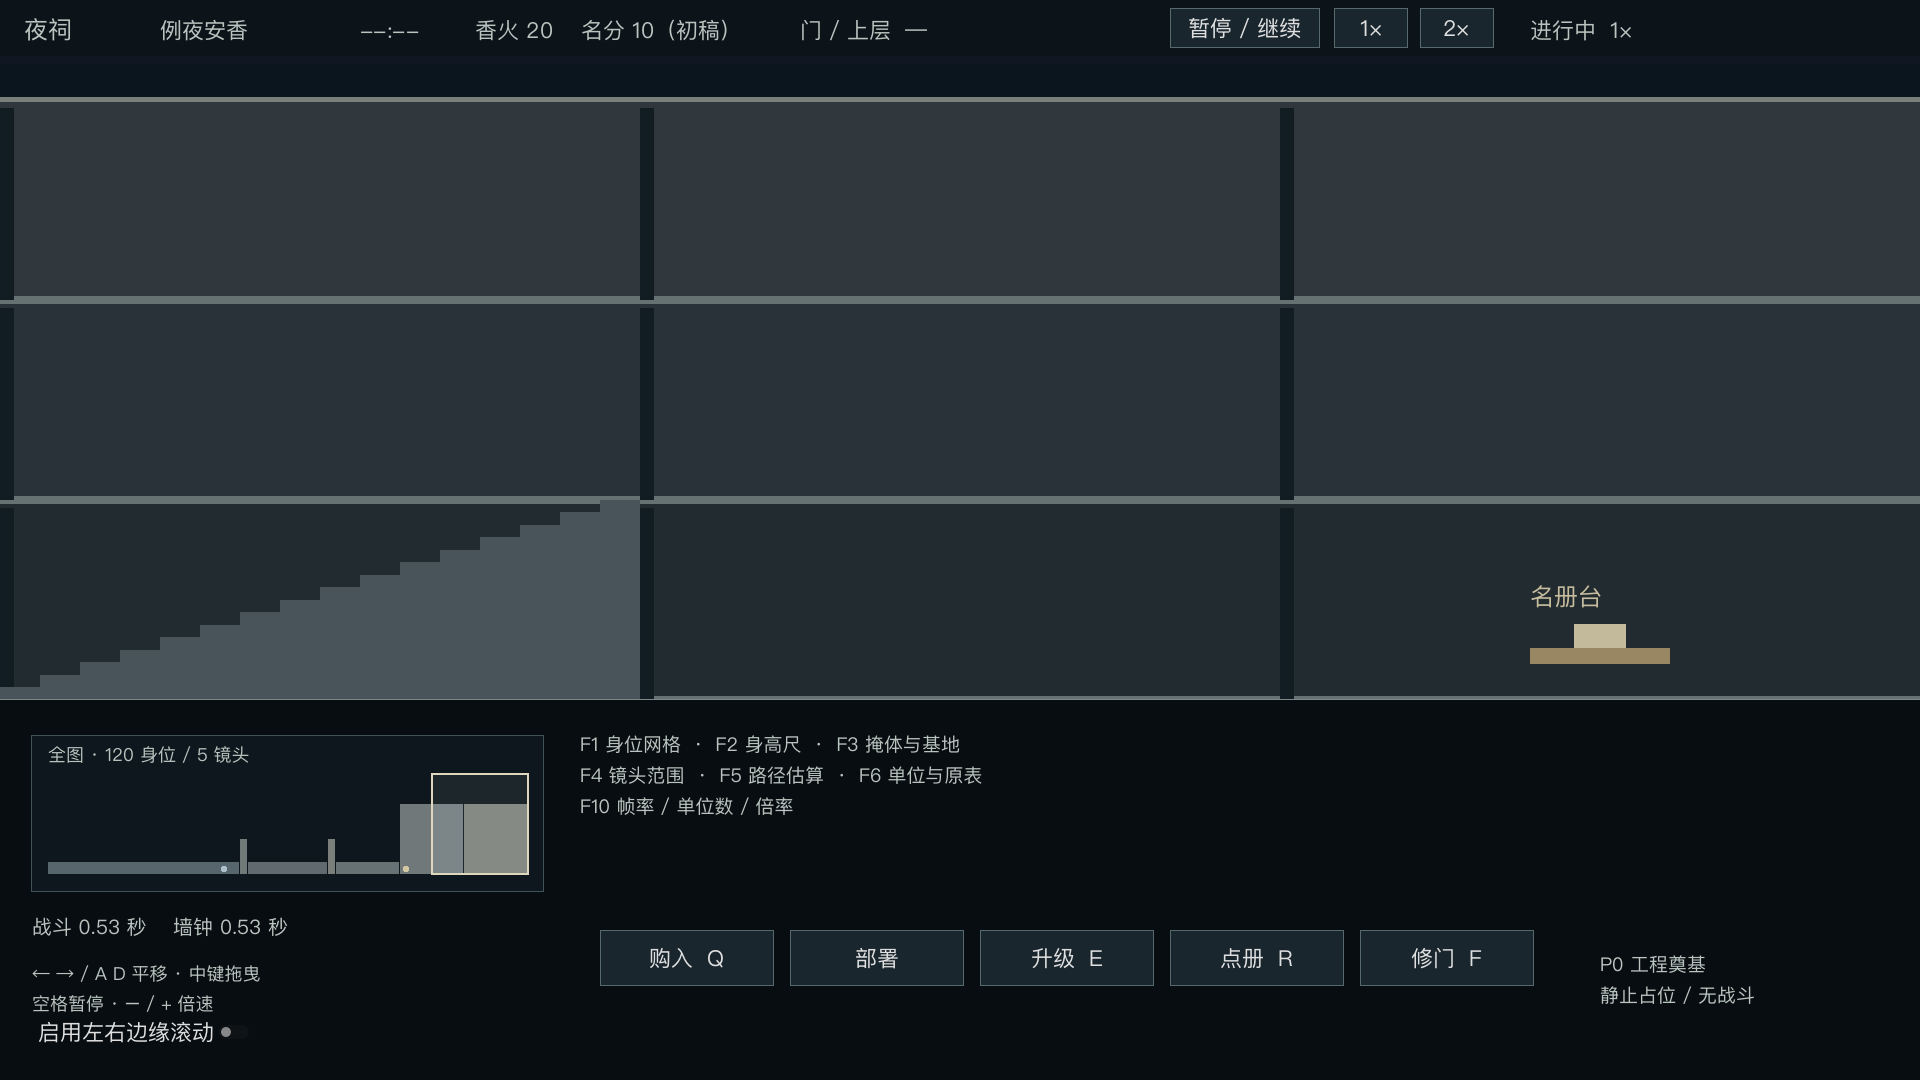 夜祠 例夜安香 --:-- 香火 20 名分 10（初稿） 门 / 上层 — 暂停 / 继续 1× 2× 进行中 1×
名册台
全图 · 120 身位 / 5 镜头
F1 身位网格 · F2 身高尺 · F3 掩体与基地
F4 镜头范围 · F5 路径估算 · F6 单位与原表
F10 帧率 / 单位数 / 倍率
战斗 0.53 秒 墙钟 0.53 秒
购入 Q 部署 升级 E 点册 R 修门 F
← → / A D 平移 · 中键拖曳
空格暂停 · − / + 倍速
启用左右边缘滚动
P0 工程奠基
静止占位 / 无战斗